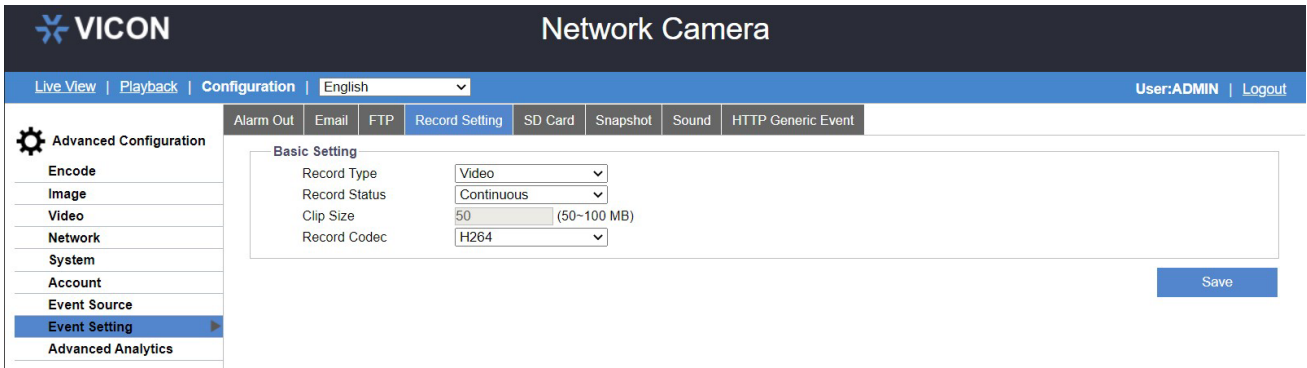 VICON
Network Camera
Live View | Playback | Configuration | English
User:ADMIN | Logout
Alarm Out Email FTP Record Setting SD Card Snapshot Sound HTTP Generic Event
Advanced Configuration
Encode
Image
Video
Network
System
Account
Event Source
Event Setting
Advanced Analytics
Basic Setting
Record Type Video
Record Status Continuous
Clip Size 50 (50~100 MB)
Record Codec H264
Save